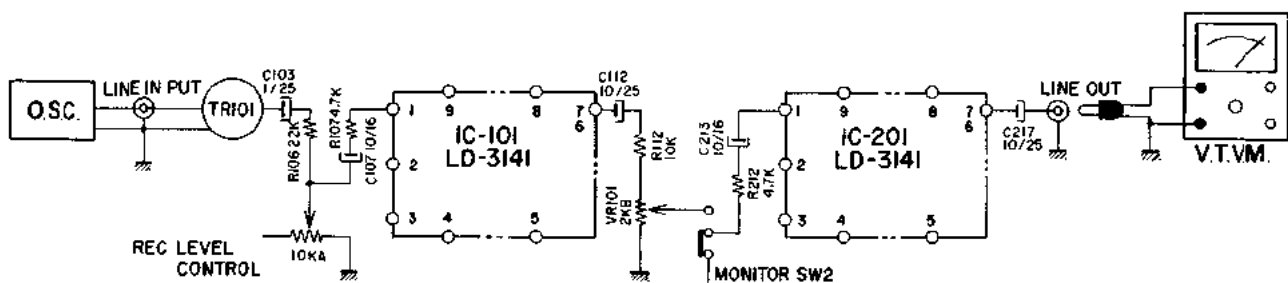 O.S.C.
LINE IN PUT
TR101
C103
1/25
R106 22K
R107 4.7K
C107 10/16
1
9
8
7
6
IC-101
LD-3141
2
3
4
5
C112
10/25
R112
10K
VR101
2KB
REC LEVEL
CONTROL
10KA
MONITOR SW2
C213
10/16
R212
4.7K
1
9
8
7
6
IC-201
LD-3141
2
3
4
5
C217
10/25
LINE OUT
V.T.V.M.